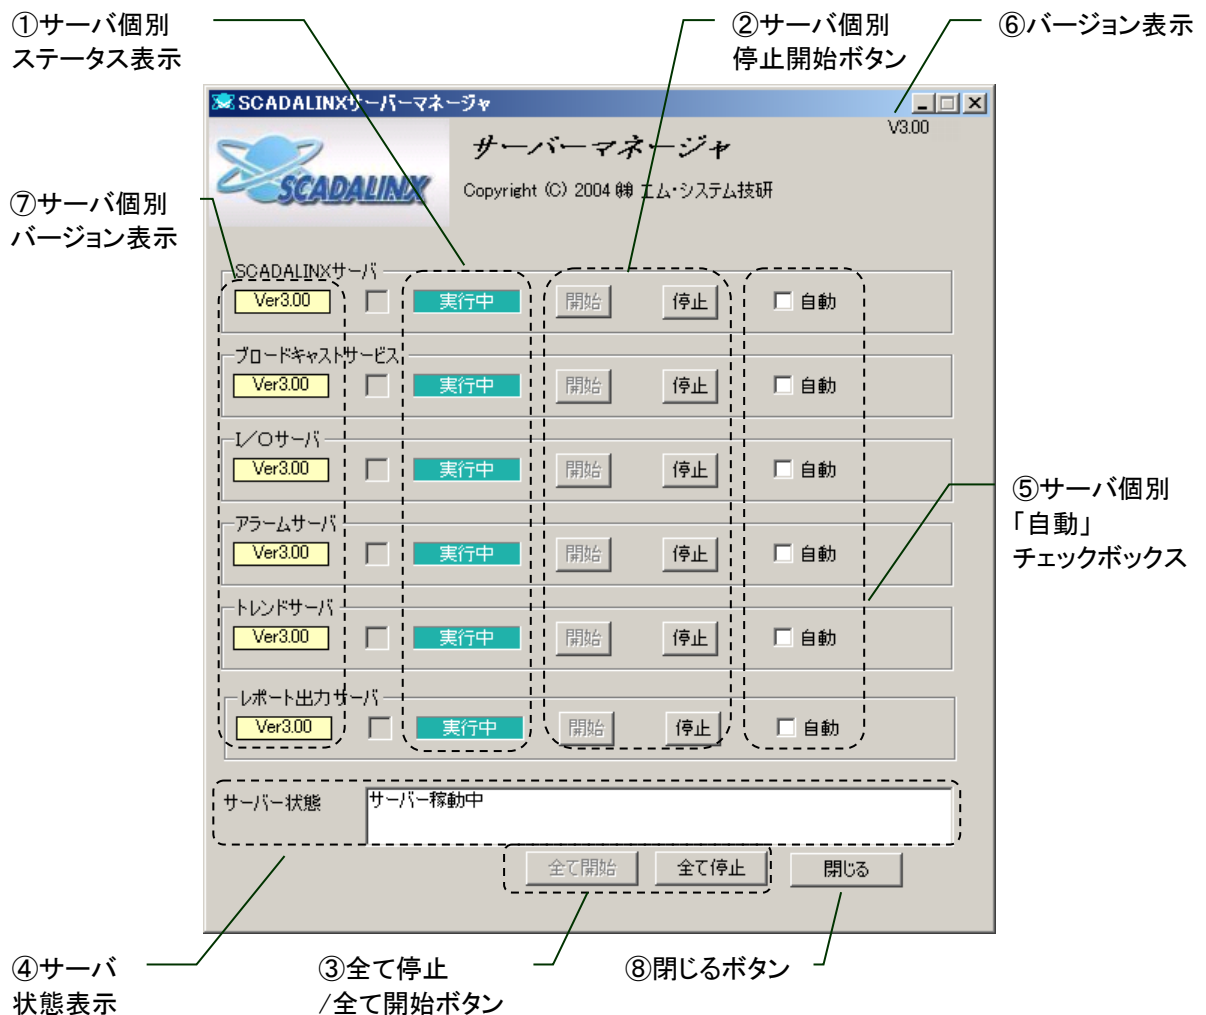 ①サーバ個別
ステータス表示
②サーバ個別
停止開始ボタン
⑥バージョン表示
SCADALINXサーバーマネージャ
V3.00
サーバーマネージャ
SCADALINX
Copyright (C) 2004 ㈱ エム・システム技研
⑦サーバ個別
バージョン表示
SCADALINXサーバ
Ver3.00 実行中 開始 停止 自動
ブロードキャストサービス
Ver3.00 実行中 開始 停止 自動
I／Oサーバ
Ver3.00 実行中 開始 停止 自動
⑤サーバ個別
「自動」
チェックボックス
アラームサーバ
Ver3.00 実行中 開始 停止 自動
トレンドサーバ
Ver3.00 実行中 開始 停止 自動
レポート出力サーバ
Ver3.00 実行中 開始 停止 自動
サーバー状態 サーバー稼動中
全て開始 全て停止 閉じる
④サーバ
状態表示
③全て停止
/全て開始ボタン
⑧閉じるボタン